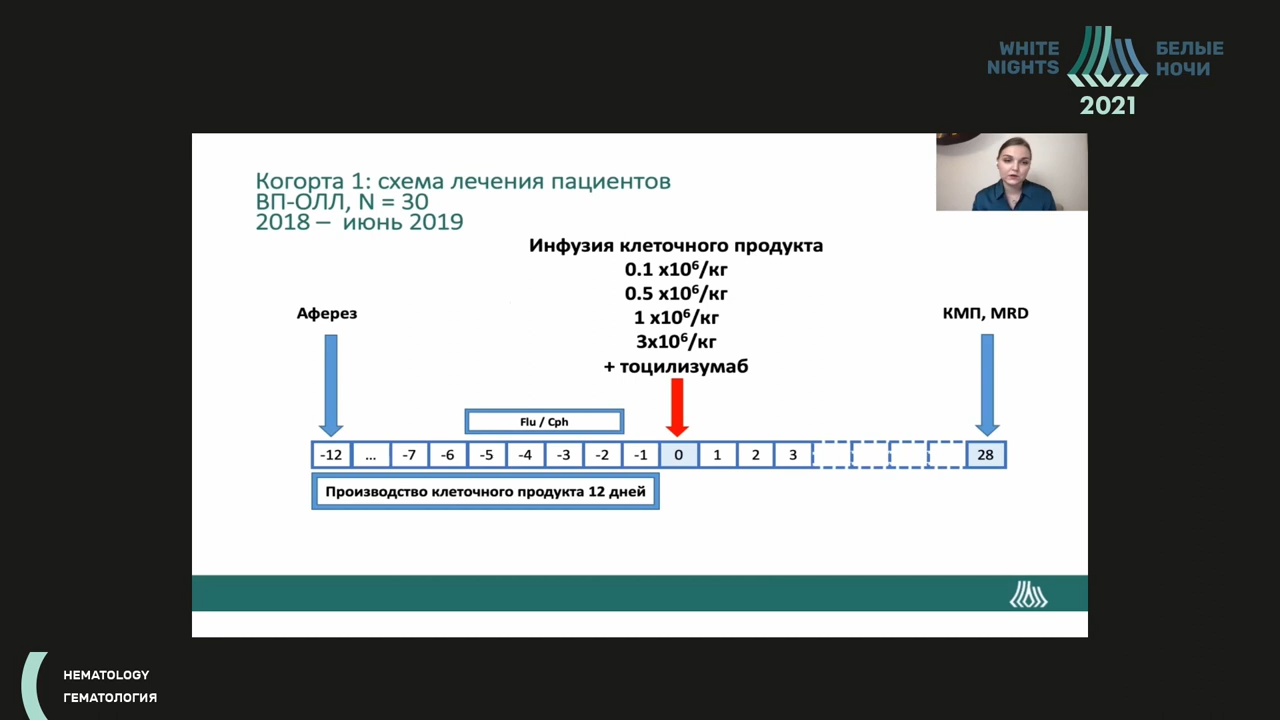 WHITE NIGHTS
БЕЛЫЕ НОЧИ
2021
Когорта 1: схема лечения пациентов
ВП-ОЛЛ, N = 30
2018 – июнь 2019
Инфузия клеточного продукта
0.1 x10⁶/кг
0.5 x10⁶/кг
1 x10⁶/кг
3x10⁶/кг
+ тоцилизумаб
Аферез
КМП, MRD
Flu / Cph
-12 ... -7 -6 -5 -4 -3 -2 -1 0 1 2 3 28
Производство клеточного продукта 12 дней
HEMATOLOGY
ГЕМАТОЛОГИЯ